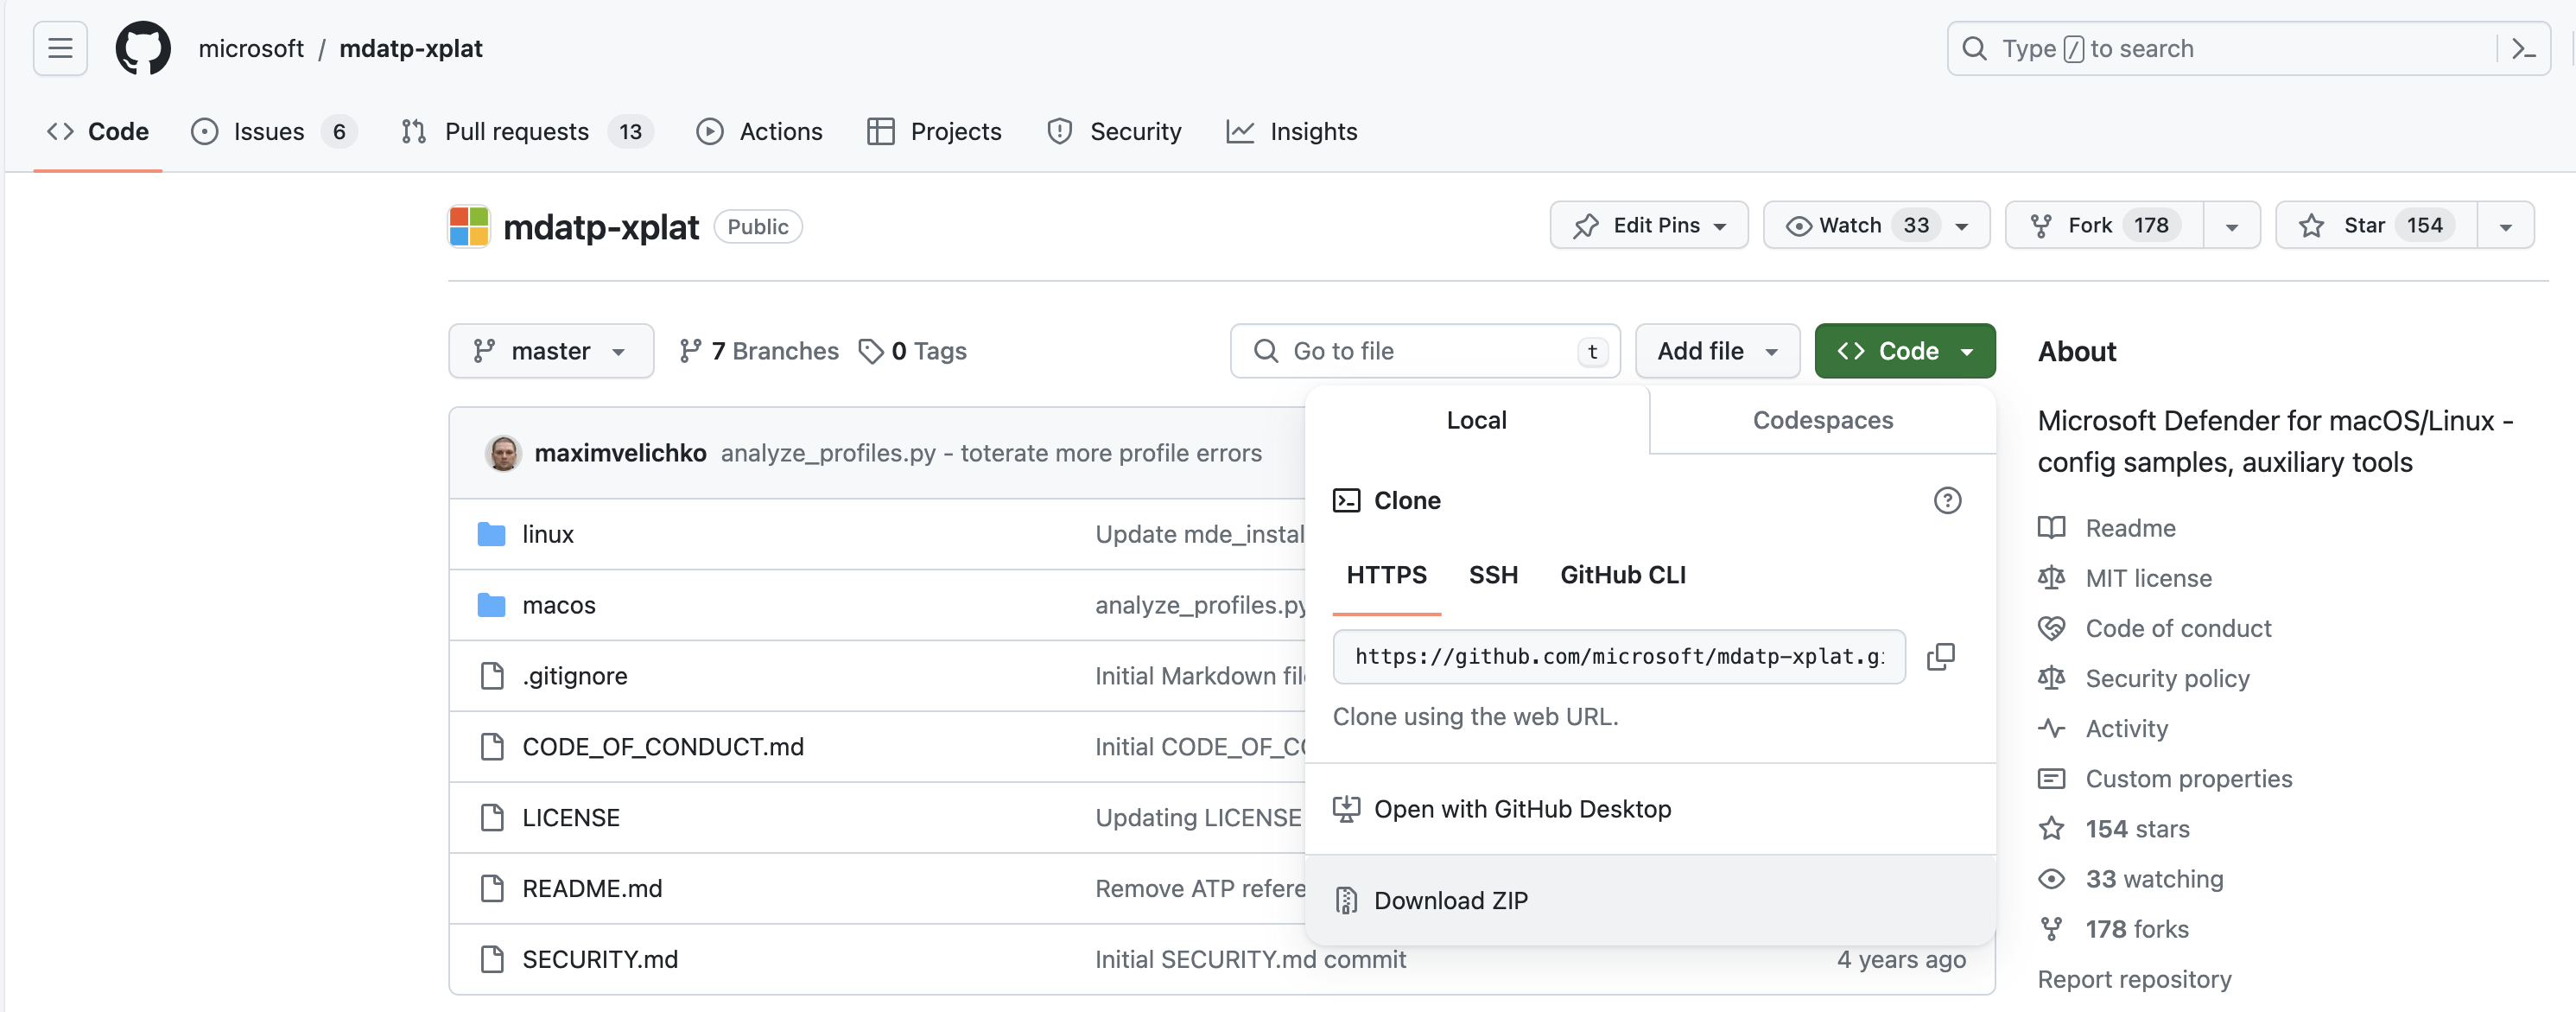 microsoft / mdatp-xplat
Type / to search
Code
Issues 6
Pull requests 13
Actions
Projects
Security
Insights
mdatp-xplat Public
Edit Pins
Watch 33
Fork 178
Star 154
master
7 Branches
0 Tags
Go to file t
Add file
Code
maxímvelichko analyze_profiles.py - toterate more profile errors
linux Update mde_instal
macos analyze_profiles.py
.gitignore Initial Markdown file
CODE_OF_CONDUCT.md Initial CODE_OF_CO
LICENSE Updating LICENSE
README.md Remove ATP refere
SECURITY.md Initial SECURITY.md commit 4 years ago
Local
Codespaces
Clone
HTTPS SSH GitHub CLI
https://github.com/microsoft/mdatp-xplat.g
Clone using the web URL.
Open with GitHub Desktop
Download ZIP
About
Microsoft Defender for macOS/Linux -
config samples, auxiliary tools
Readme
MIT license
Code of conduct
Security policy
Activity
Custom properties
154 stars
33 watching
178 forks
Report repository